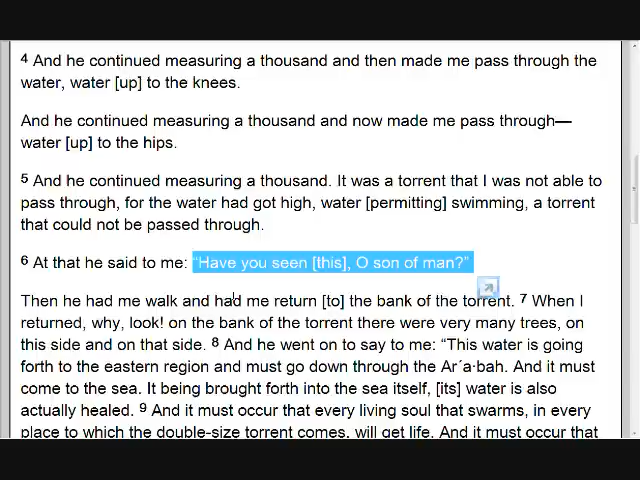 4 And he continued measuring a thousand and then made me pass through the
water, water [up] to the knees.
And he continued measuring a thousand and now made me pass through—
water [up] to the hips.
5 And he continued measuring a thousand. It was a torrent that I was not able to
pass through, for the water had got high, water [permitting] swimming, a torrent
that could not be passed through.
6 At that he said to me: “Have you seen [this], O son of man?”
Then he had me walk and had me return [to] the bank of the torrent. 7 When I
returned, why, look! on the bank of the torrent there were very many trees, on
this side and on that side. 8 And he went on to say to me: “This water is going
forth to the eastern region and must go down through the Ar´a·bah. And it must
come to the sea. It being brought forth into the sea itself, [its] water is also
actually healed. 9 And it must occur that every living soul that swarms, in every
place to which the double-size torrent comes, will get life. And it must occur that